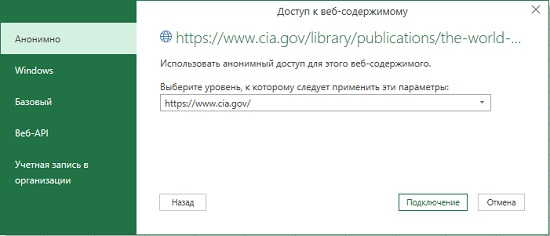 Доступ к веб-содержимому
Анонимно
Windows
Базовый
Веб-API
Учетная запись в
организации
https://www.cia.gov/library/publications/the-world-...
Использовать анонимный доступ для этого веб-содержимого.
Выберите уровень, к которому следует применить эти параметры:
https://www.cia.gov/
Назад
Подключение
Отмена